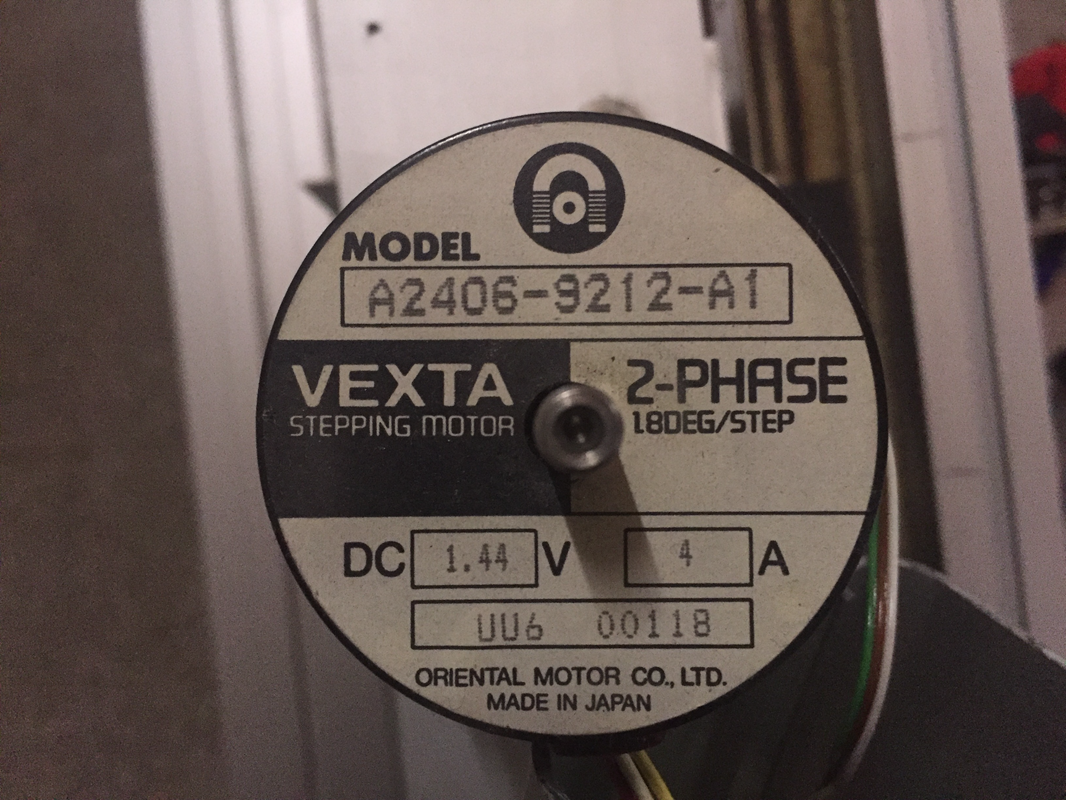 MODEL
A2406-9212-A1
VEXTA
STEPPING MOTOR
2-PHASE
1.8DEG/STEP
DC 1.44 V 4 A
UU6 00118
ORIENTAL MOTOR CO., LTD.
MADE IN JAPAN